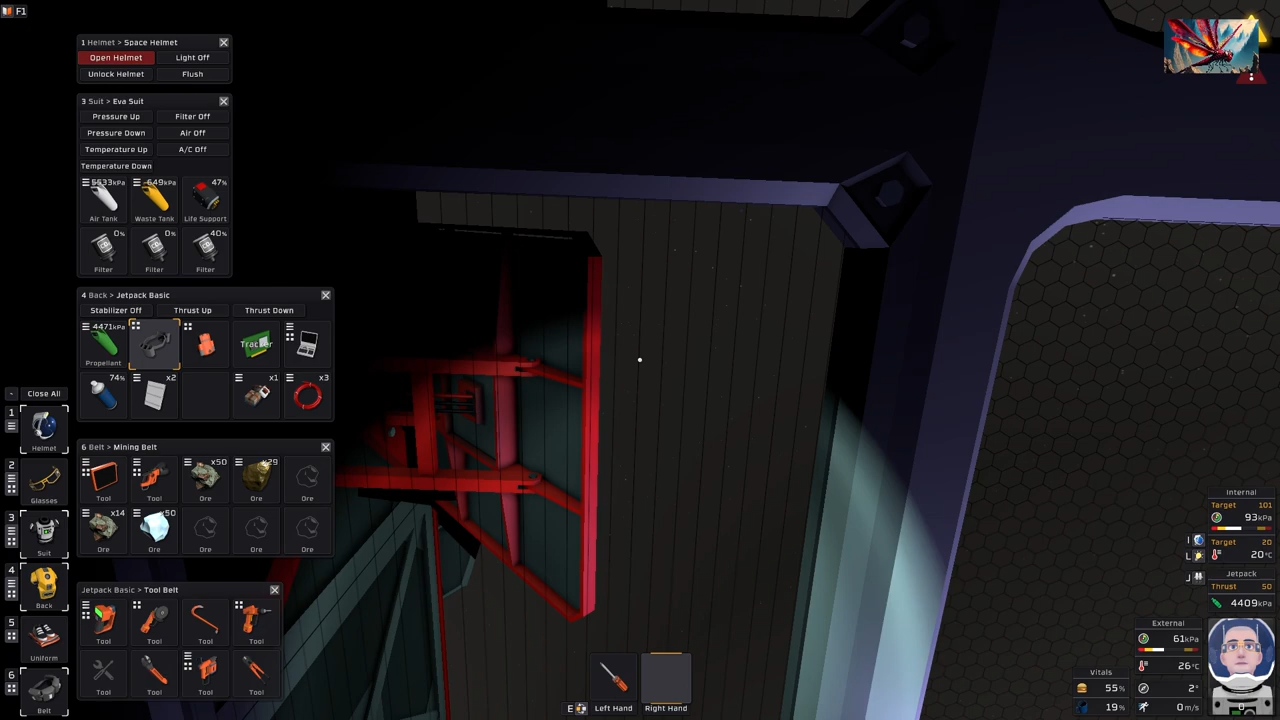 F1
1 Helmet > Space Helmet
Open Helmet Light Off
Unlock Helmet Flush
3 Suit > Eva Suit
Pressure Up Filter Off
Pressure Down Air Off
Temperature Up A/C Off
Temperature Down
5533kPa -649kPa 47%
Air Tank Waste Tank Life Support
0% 0% 40%
Filter Filter Filter
4 Back > Jetpack Basic
Stabilizer Off Thrust Up Thrust Down
4471kPa
Tracker
Propellant
74% x2 x1 x3
- Close All
1
Helmet
2
Glasses
3
Suit
4
Back
5
Uniform
6
Belt
6 Belt > Mining Belt
x50 x29
Tool Tool Ore Ore Ore
x14 x50
Ore Ore Ore Ore Ore
Jetpack Basic > Tool Belt
Tool Tool Tool Tool
Tool Tool Tool Tool
E Left Hand Right Hand
Internal
Target 101
93kPa
Target 20
20°C
I
L
J
Jetpack
Thrust 50
4409kPa
External
61kPa
26°C
2°
0m/s
Vitals
55%
19%
0